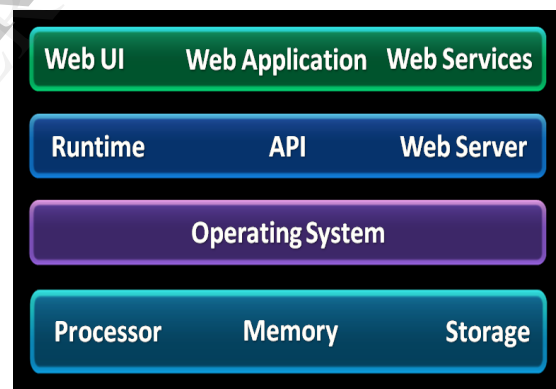 Web UI Web Application Web Services
Runtime API Web Server
Operating System
Processor Memory Storage